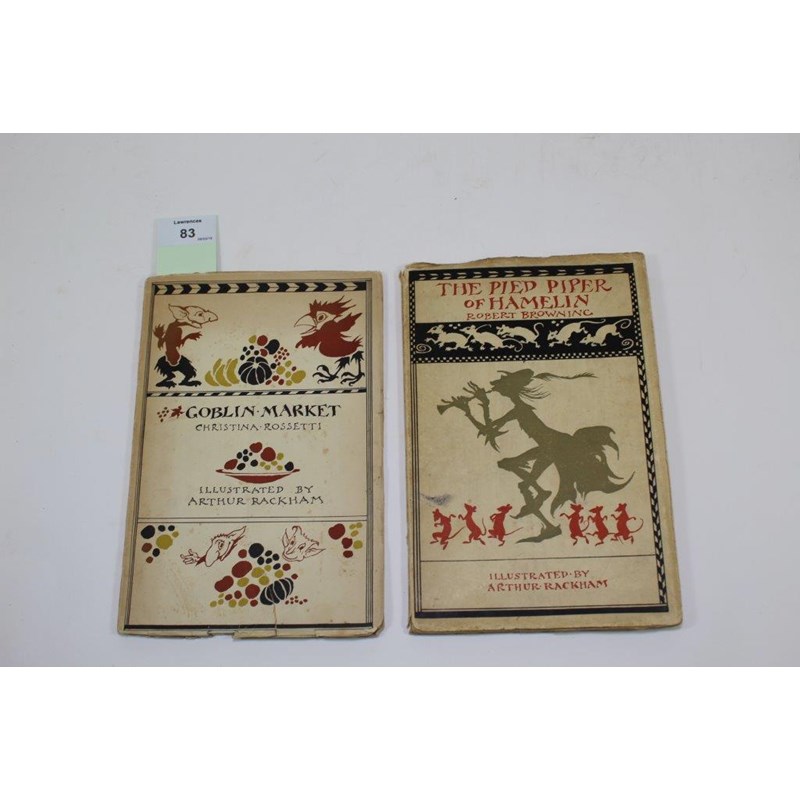 Lawrences
83
GOBLIN·MARKET
CHRISTINA·ROSSETTI
ILLUSTRATED BY
ARTHUR RACKHAM
THE PIED PIPER
OF HAMELIN
ROBERT BROWNING
ILLUSTRATED·BY
ARTHUR RACKHAM